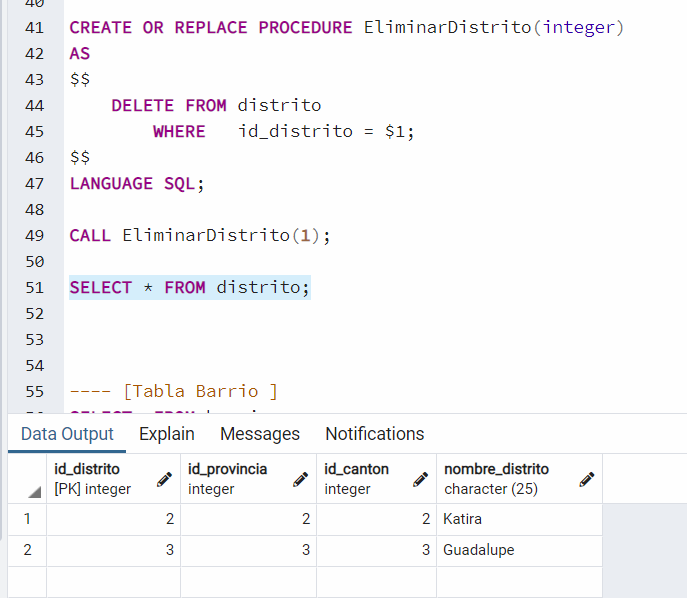 40
41 CREATE OR REPLACE PROCEDURE EliminarDistrito(integer)
42 AS
43 $$
44 DELETE FROM distrito
45 WHERE id_distrito = $1;
46 $$
47 LANGUAGE SQL;
48
49 CALL EliminarDistrito(1);
50
51 SELECT * FROM distrito;
52
53
54
55 ---- [Tabla Barrio ]
Data Output Explain Messages Notifications
id_distrito id_provincia id_canton nombre_distrito
[PK] integer integer integer character (25)
1 2 2 2 Katira
2 3 3 3 Guadalupe